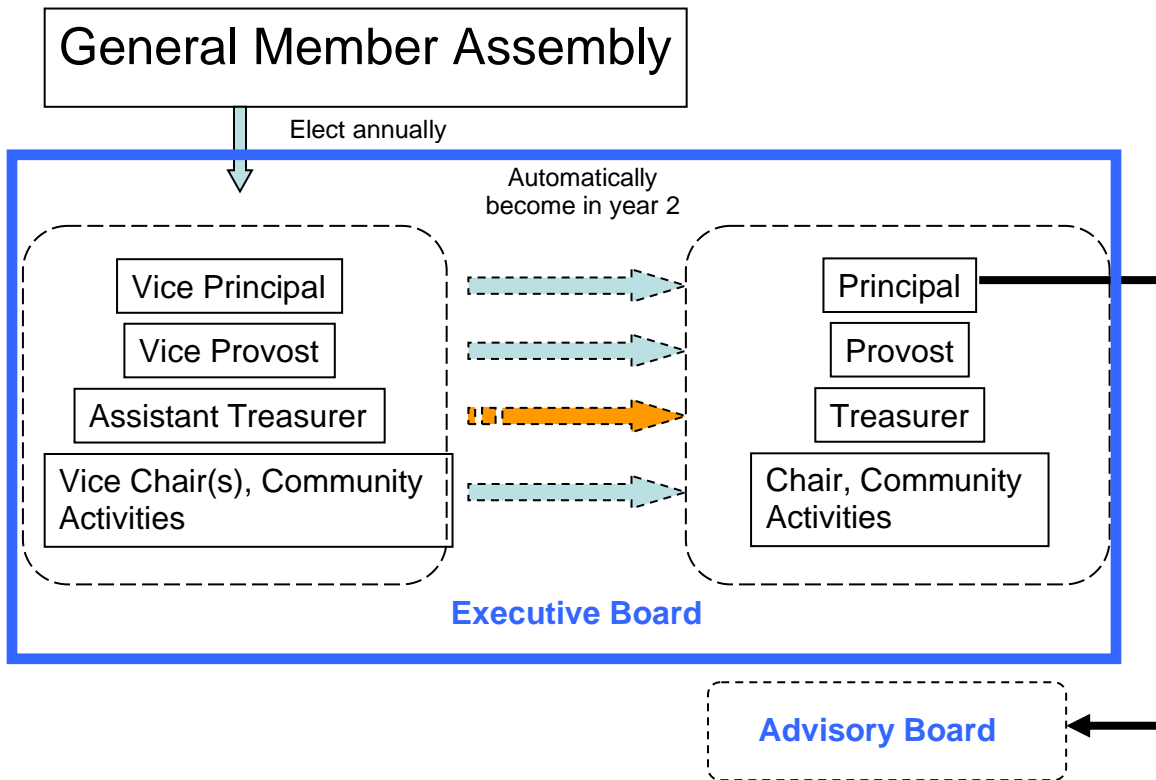 General Member Assembly
Elect annually
Automatically
become in year 2
Vice Principal
Principal
Vice Provost
Provost
Assistant Treasurer
Treasurer
Vice Chair(s), Community
Activities
Chair, Community
Activities
Executive Board
Advisory Board